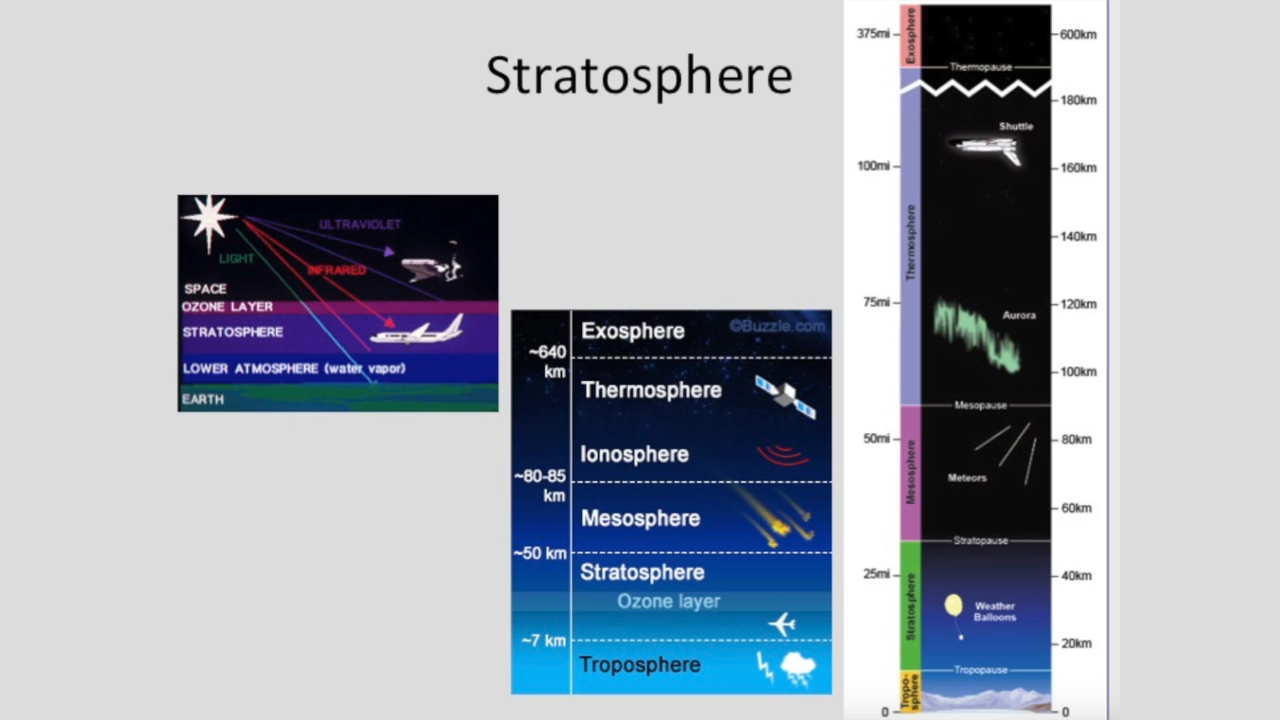 Stratosphere
ULTRAVIOLET
LIGHT
INFRARED
SPACE
OZONE LAYER
STRATOSPHERE
LOWER ATMOSPHERE (water vapor)
EARTH
©Buzzle.com
Exosphere
~640
km
Thermosphere
Ionosphere
~80-85
km
Mesosphere
~50 km
Stratosphere
Ozone layer
~7 km
Troposphere
375mi
Exosphere
600km
Thermopause
180km
Shuttle
100mi
160km
Thermosphere
140km
75mi
120km
Aurora
100km
Mesopause
50mi
80km
Mesosphere
Meteors
60km
Stratopause
25mi
40km
Stratosphere
Weather
Balloons
20km
Tropopause
Tropo-
sphere
0
0